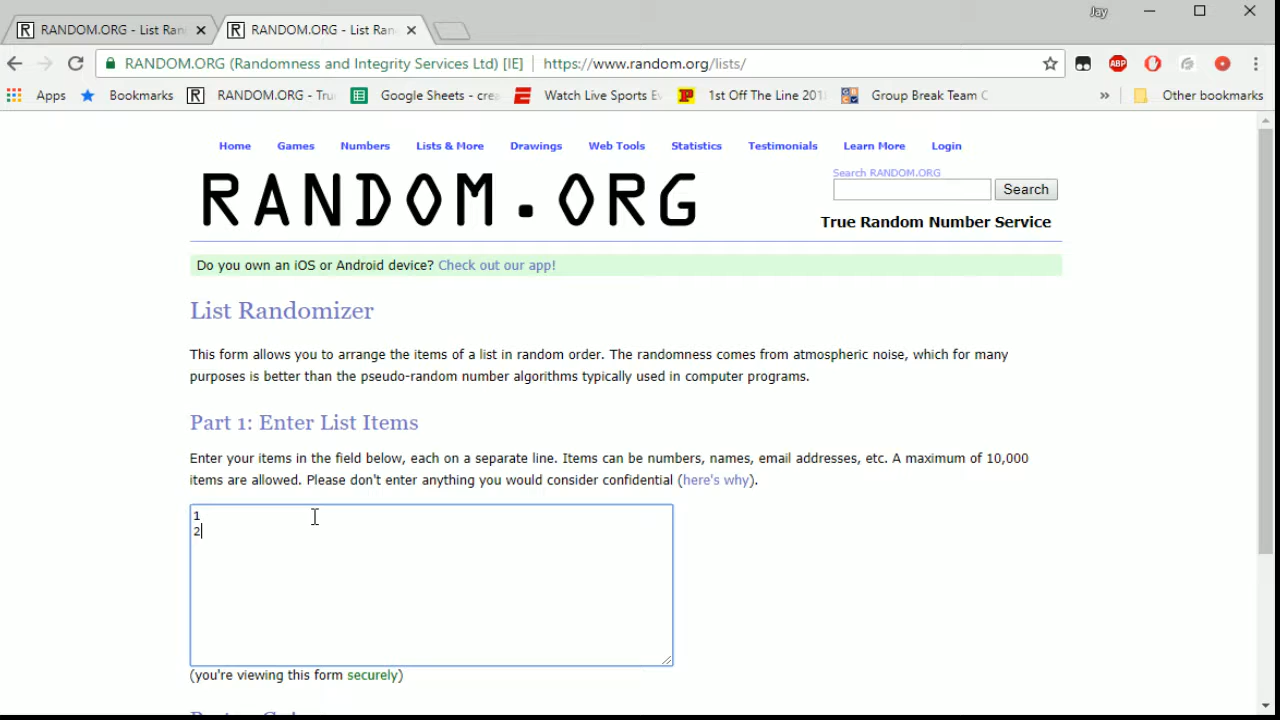 Jay
RANDOM.ORG - List Ran
RANDOM.ORG - List Ran
RANDOM.ORG (Randomness and Integrity Services Ltd) [IE] https://www.random.org/lists/
ABP
Apps Bookmarks R RANDOM.ORG - Tru Google Sheets - crea Watch Live Sports Ev 1st Off The Line 201 Group Break Team C » Other bookmarks
Home Games Numbers Lists & More Drawings Web Tools Statistics Testimonials Learn More Login
RANDOM.ORG
Search RANDOM.ORG
Search
True Random Number Service
Do you own an iOS or Android device? Check out our app!
List Randomizer
This form allows you to arrange the items of a list in random order. The randomness comes from atmospheric noise, which for many
purposes is better than the pseudo-random number algorithms typically used in computer programs.
Part 1: Enter List Items
Enter your items in the field below, each on a separate line. Items can be numbers, names, email addresses, etc. A maximum of 10,000
items are allowed. Please don't enter anything you would consider confidential (here's why).
1
2
(you're viewing this form securely)